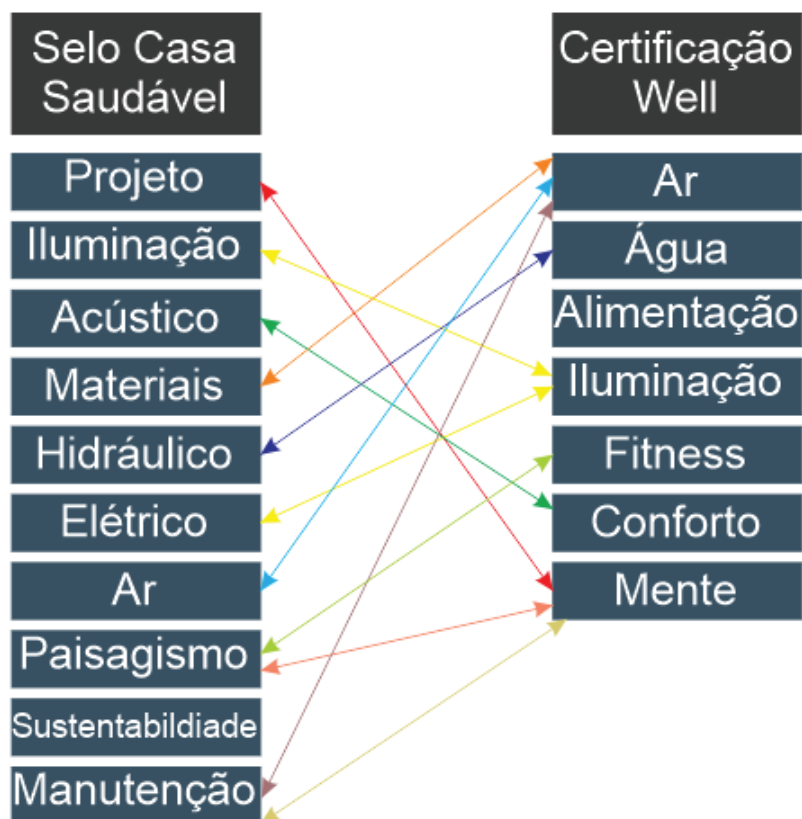 Selo Casa
Saudável
Projeto
Iluminação
Acústico
Materiais
Hidráulico
Elétrico
Ar
Paisagismo
Sustentabildiade
Manutenção
Certificação
Well
Ar
Água
Alimentação
Iluminação
Fitness
Conforto
Mente